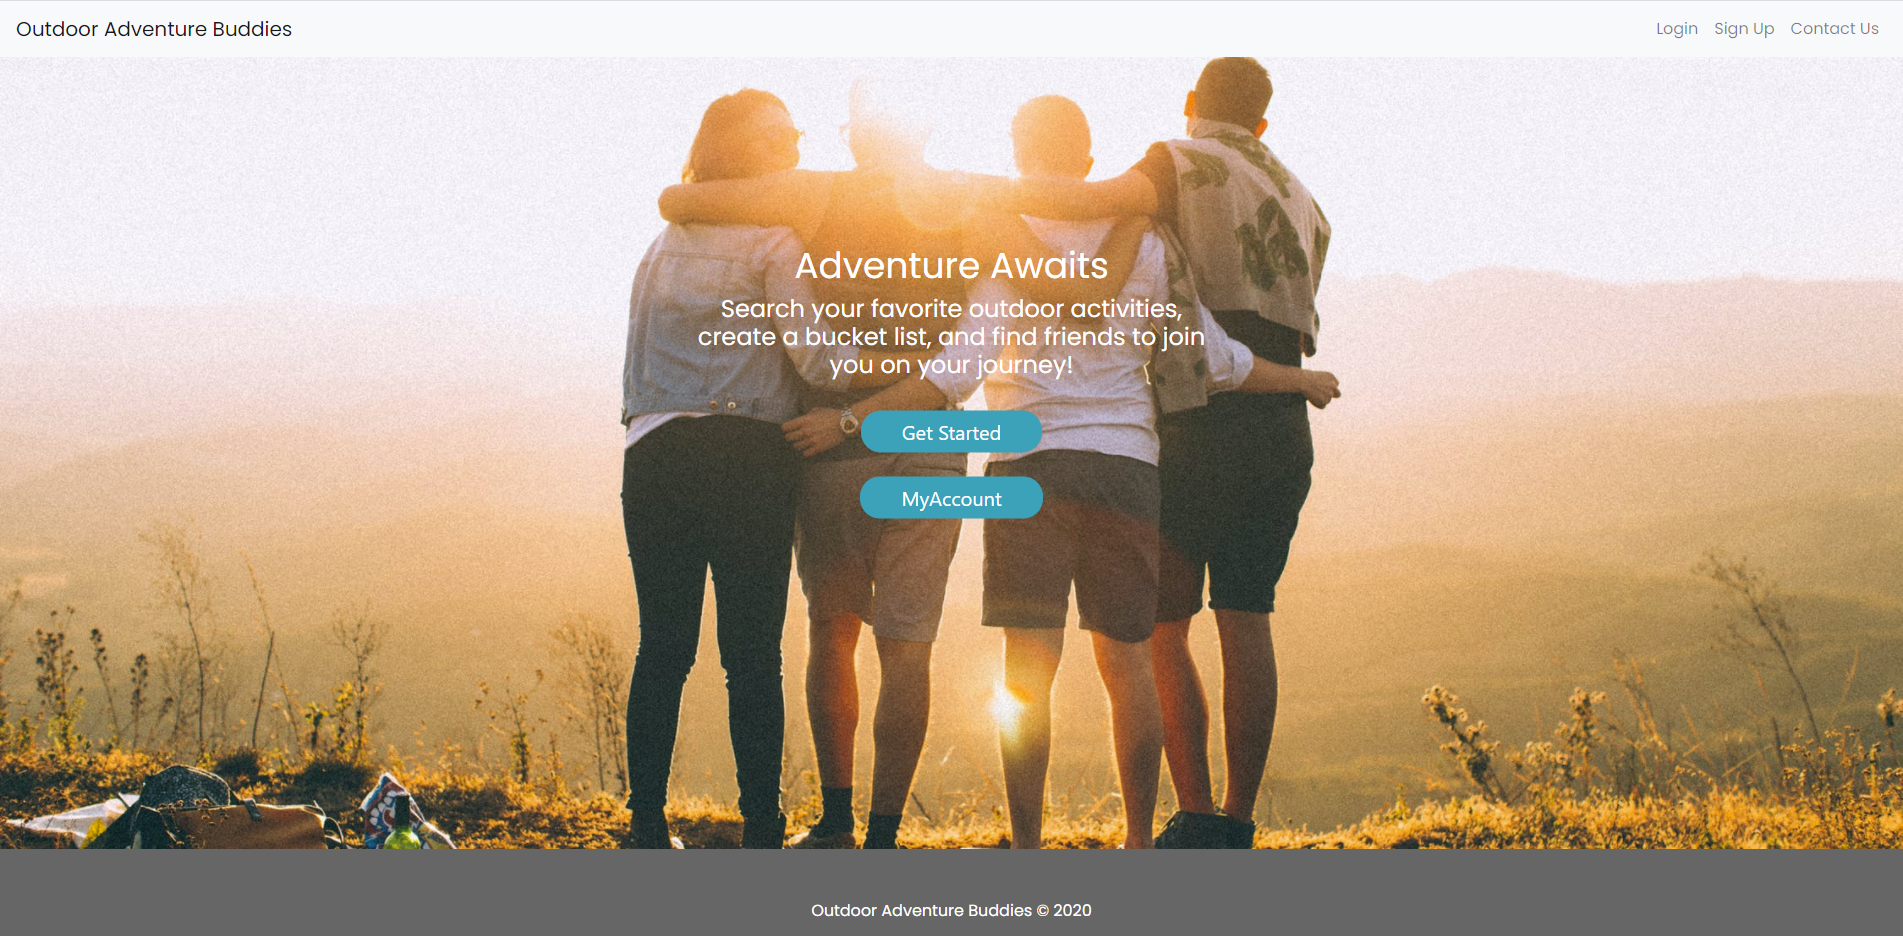 Outdoor Adventure Buddies
Login Sign Up Contact Us
Adventure Awaits
Search your favorite outdoor activities,
create a bucket list, and find friends to join
you on your journey!
Get Started
MyAccount
Outdoor Adventure Buddies © 2020